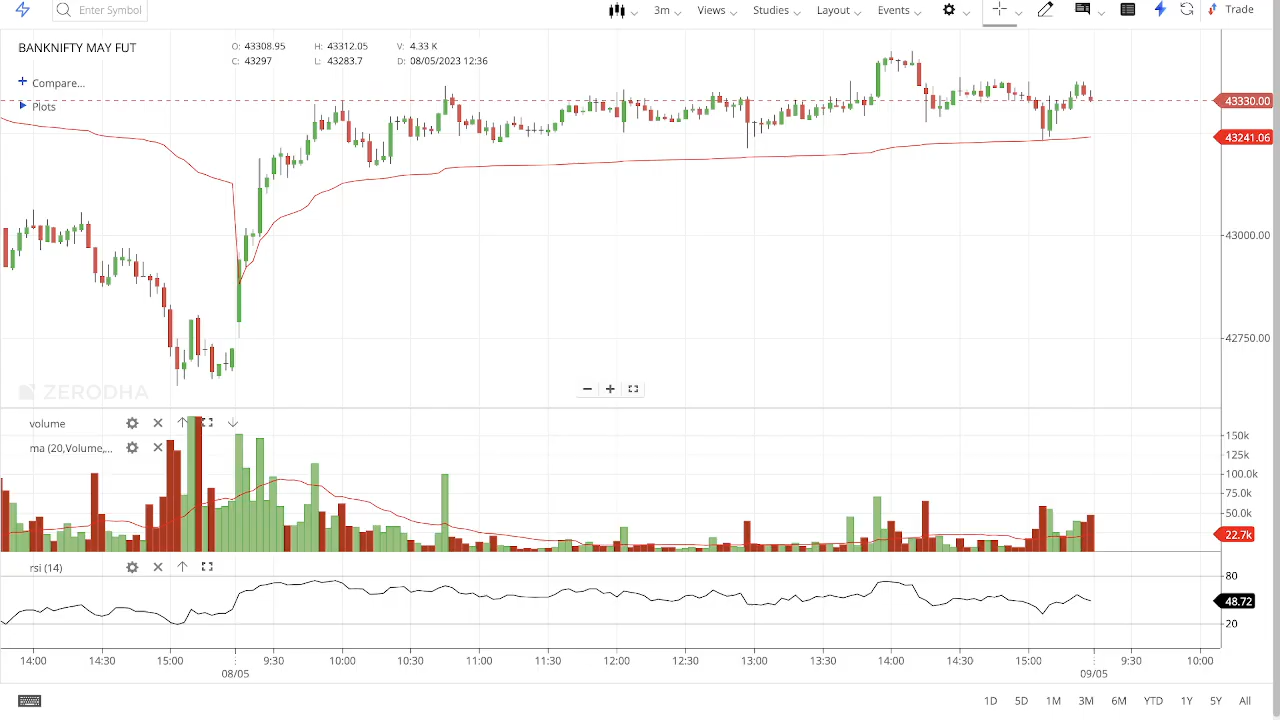 Enter Symbol 3m Views Studies Layout Events Trade
BANKNIFTY MAY FUT
O: 43308.95 H: 43312.05 V: 4.33 K
C: 43297 L: 43283.7 D: 08/05/2023 12:36
Compare...
Plots
43330.00
43241.06
43000.00
42750.00
ZERODHA
volume
ma (20,Volume,...
150k
125k
100.0k
75.0k
50.0k
22.7k
rsi (14)
80
48.72
20
14:00 14:30 15:00 9:30 10:00 10:30 11:00 11:30 12:00 12:30 13:00 13:30 14:00 14:30 15:00 9:30 10:00
08/05 09/05
1D 5D 1M 3M 6M YTD 1Y 5Y All